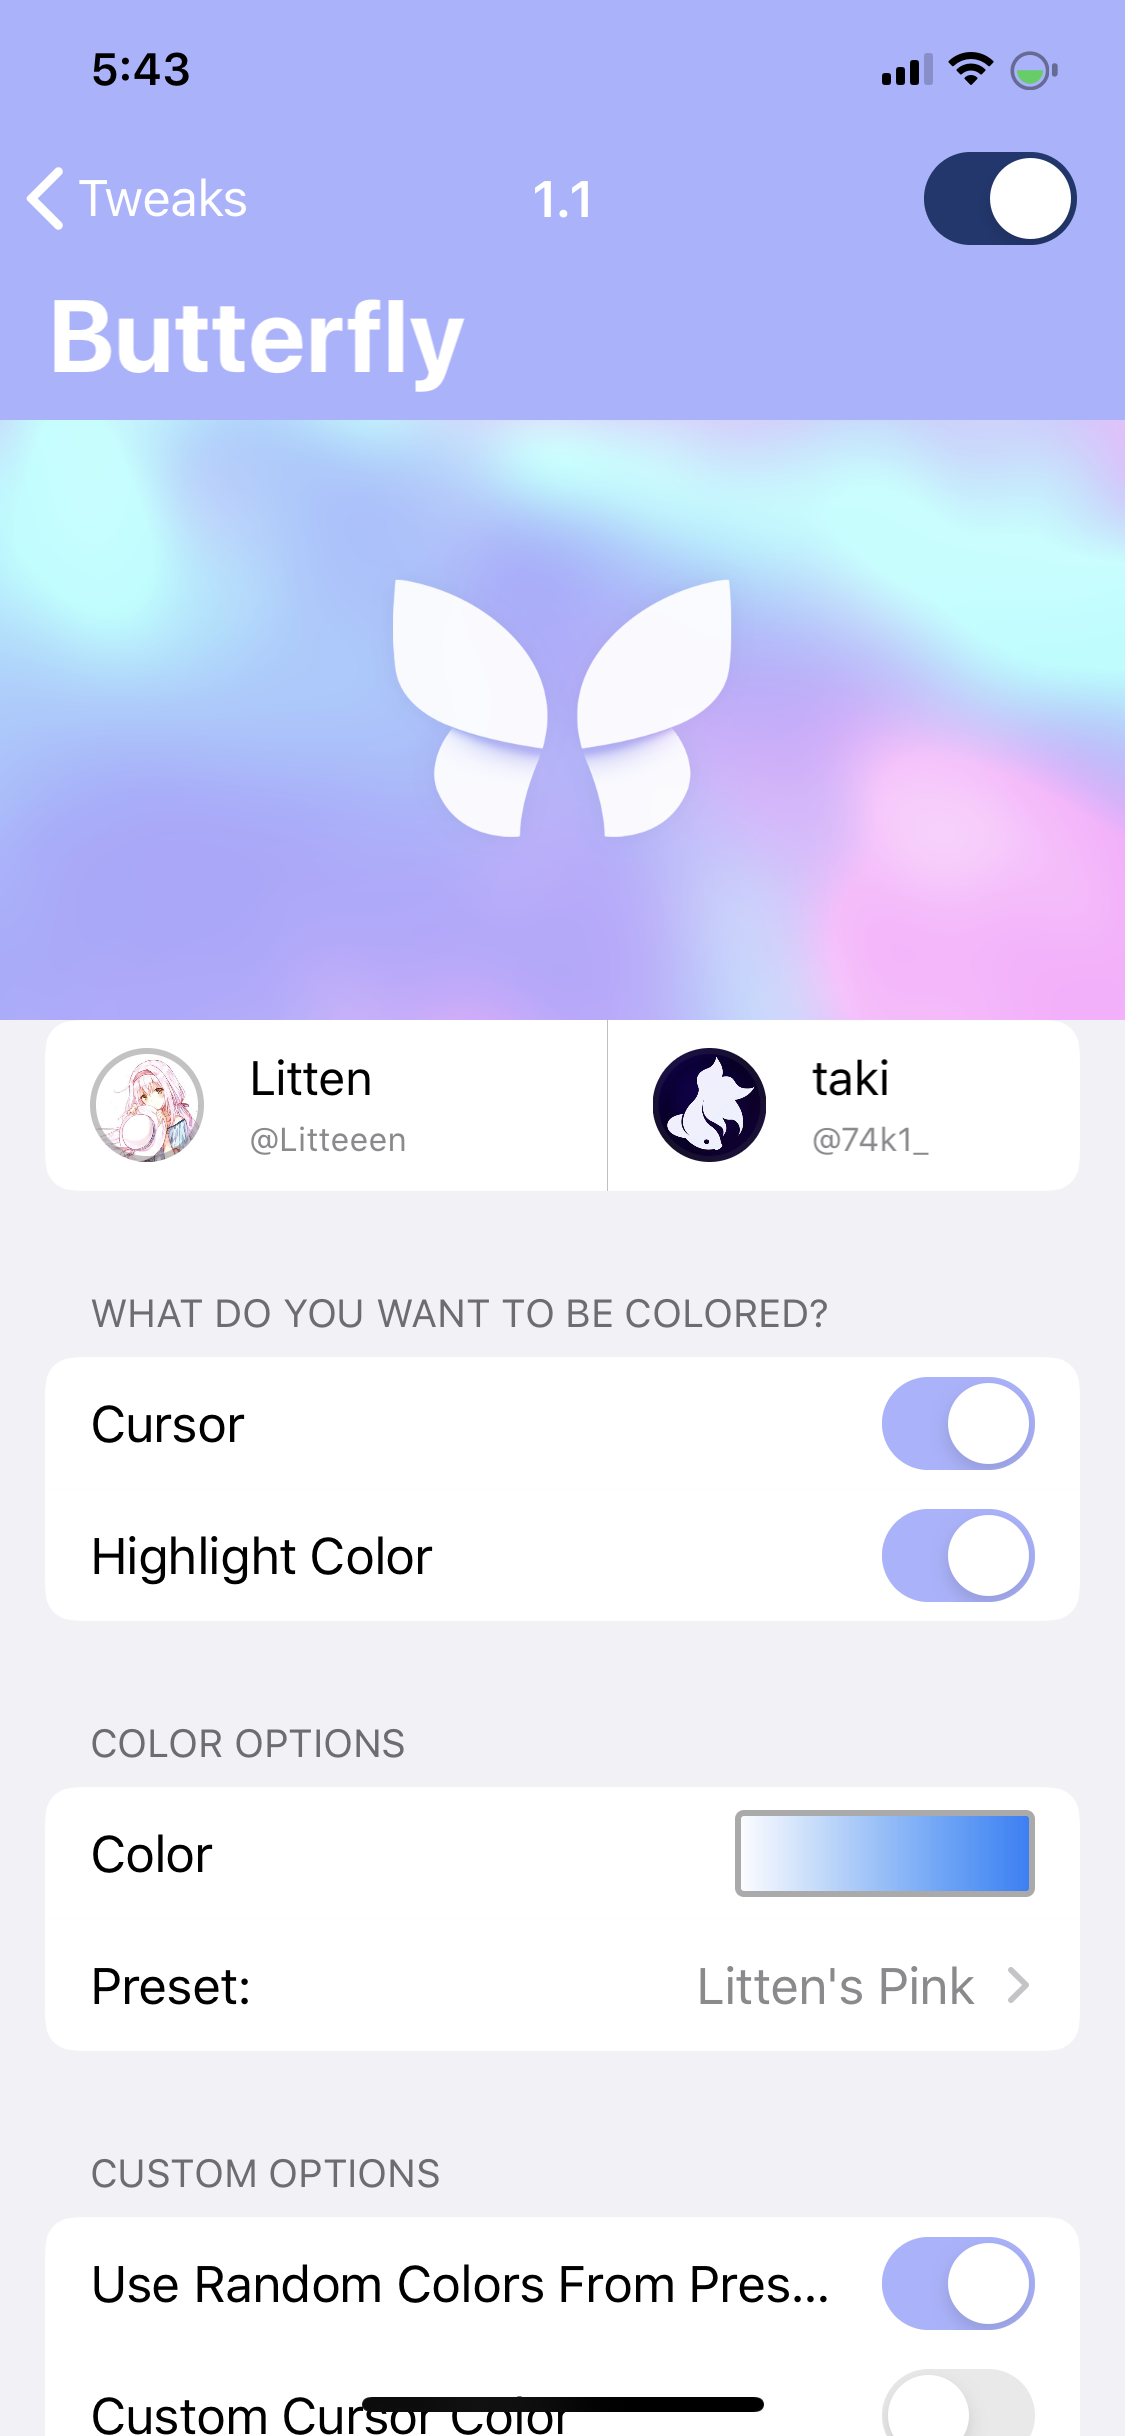 5:43
Tweaks
1.1
Butterfly
Litten
@Litteeen
taki
@74k1_
WHAT DO YOU WANT TO BE COLORED?
Cursor
Highlight Color
COLOR OPTIONS
Color
Preset:
Litten's Pink
CUSTOM OPTIONS
Use Random Colors From Pres...
Custom Cursor Color